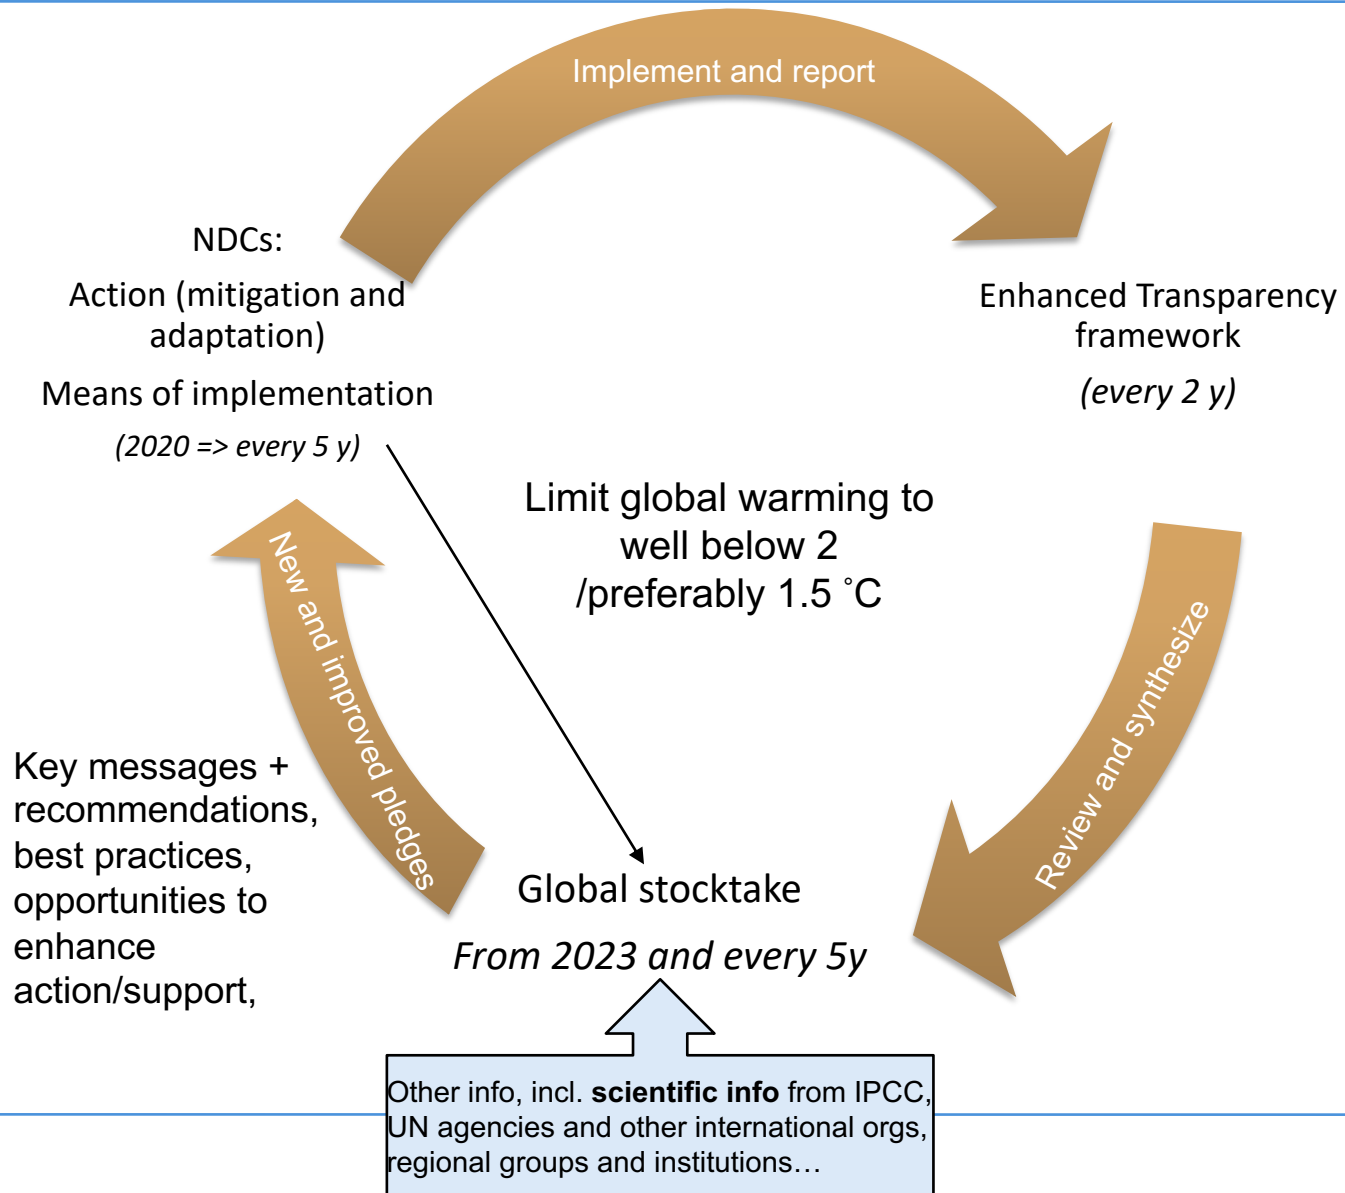 Implement and report
NDCs:
Action (mitigation and
adaptation)
Means of implementation
(2020 => every 5 y)
Enhanced Transparency
framework
(every 2 y)
Limit global warming to
well below 2
/preferably 1.5 °C
New and improved pledges
Review and synthesize
Key messages +
recommendations,
best practices,
opportunities to
enhance
action/support,
Global stocktake
From 2023 and every 5y
Other info, incl. scientific info from IPCC,
UN agencies and other international orgs,
regional groups and institutions…